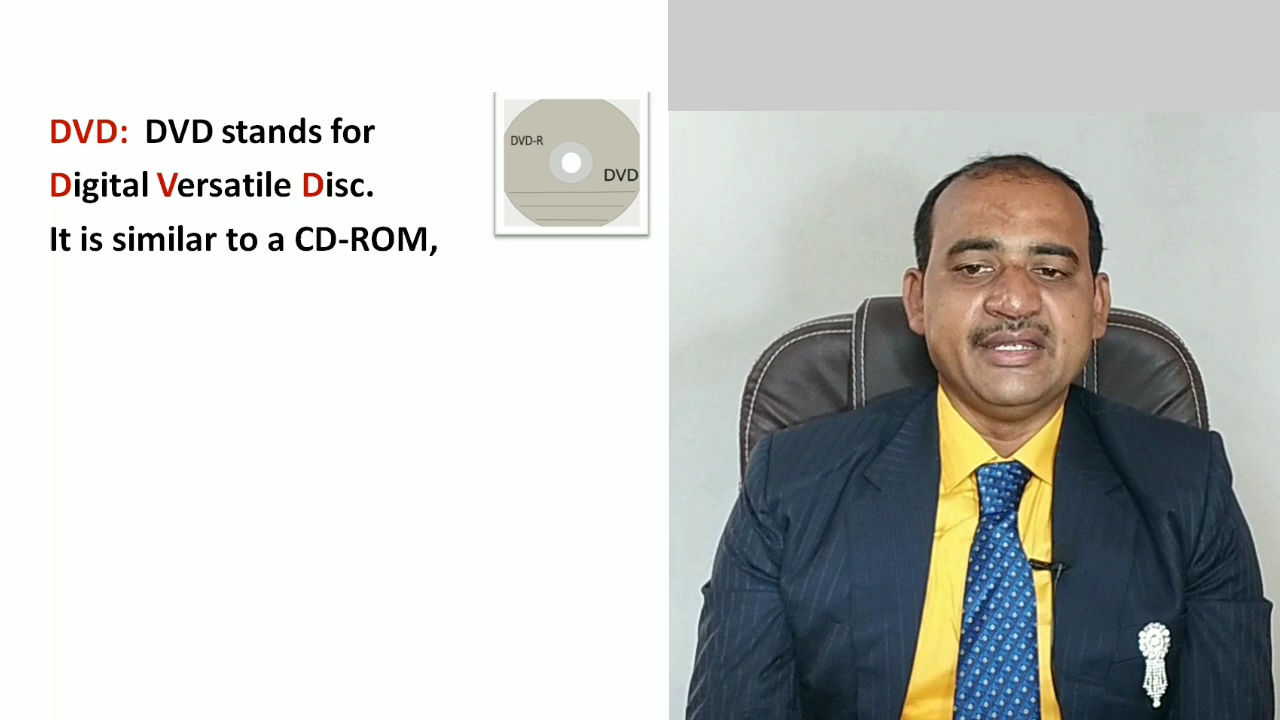 DVD: DVD stands for
Digital Versatile Disc.
It is similar to a CD-ROM,
DVD-R
DVD